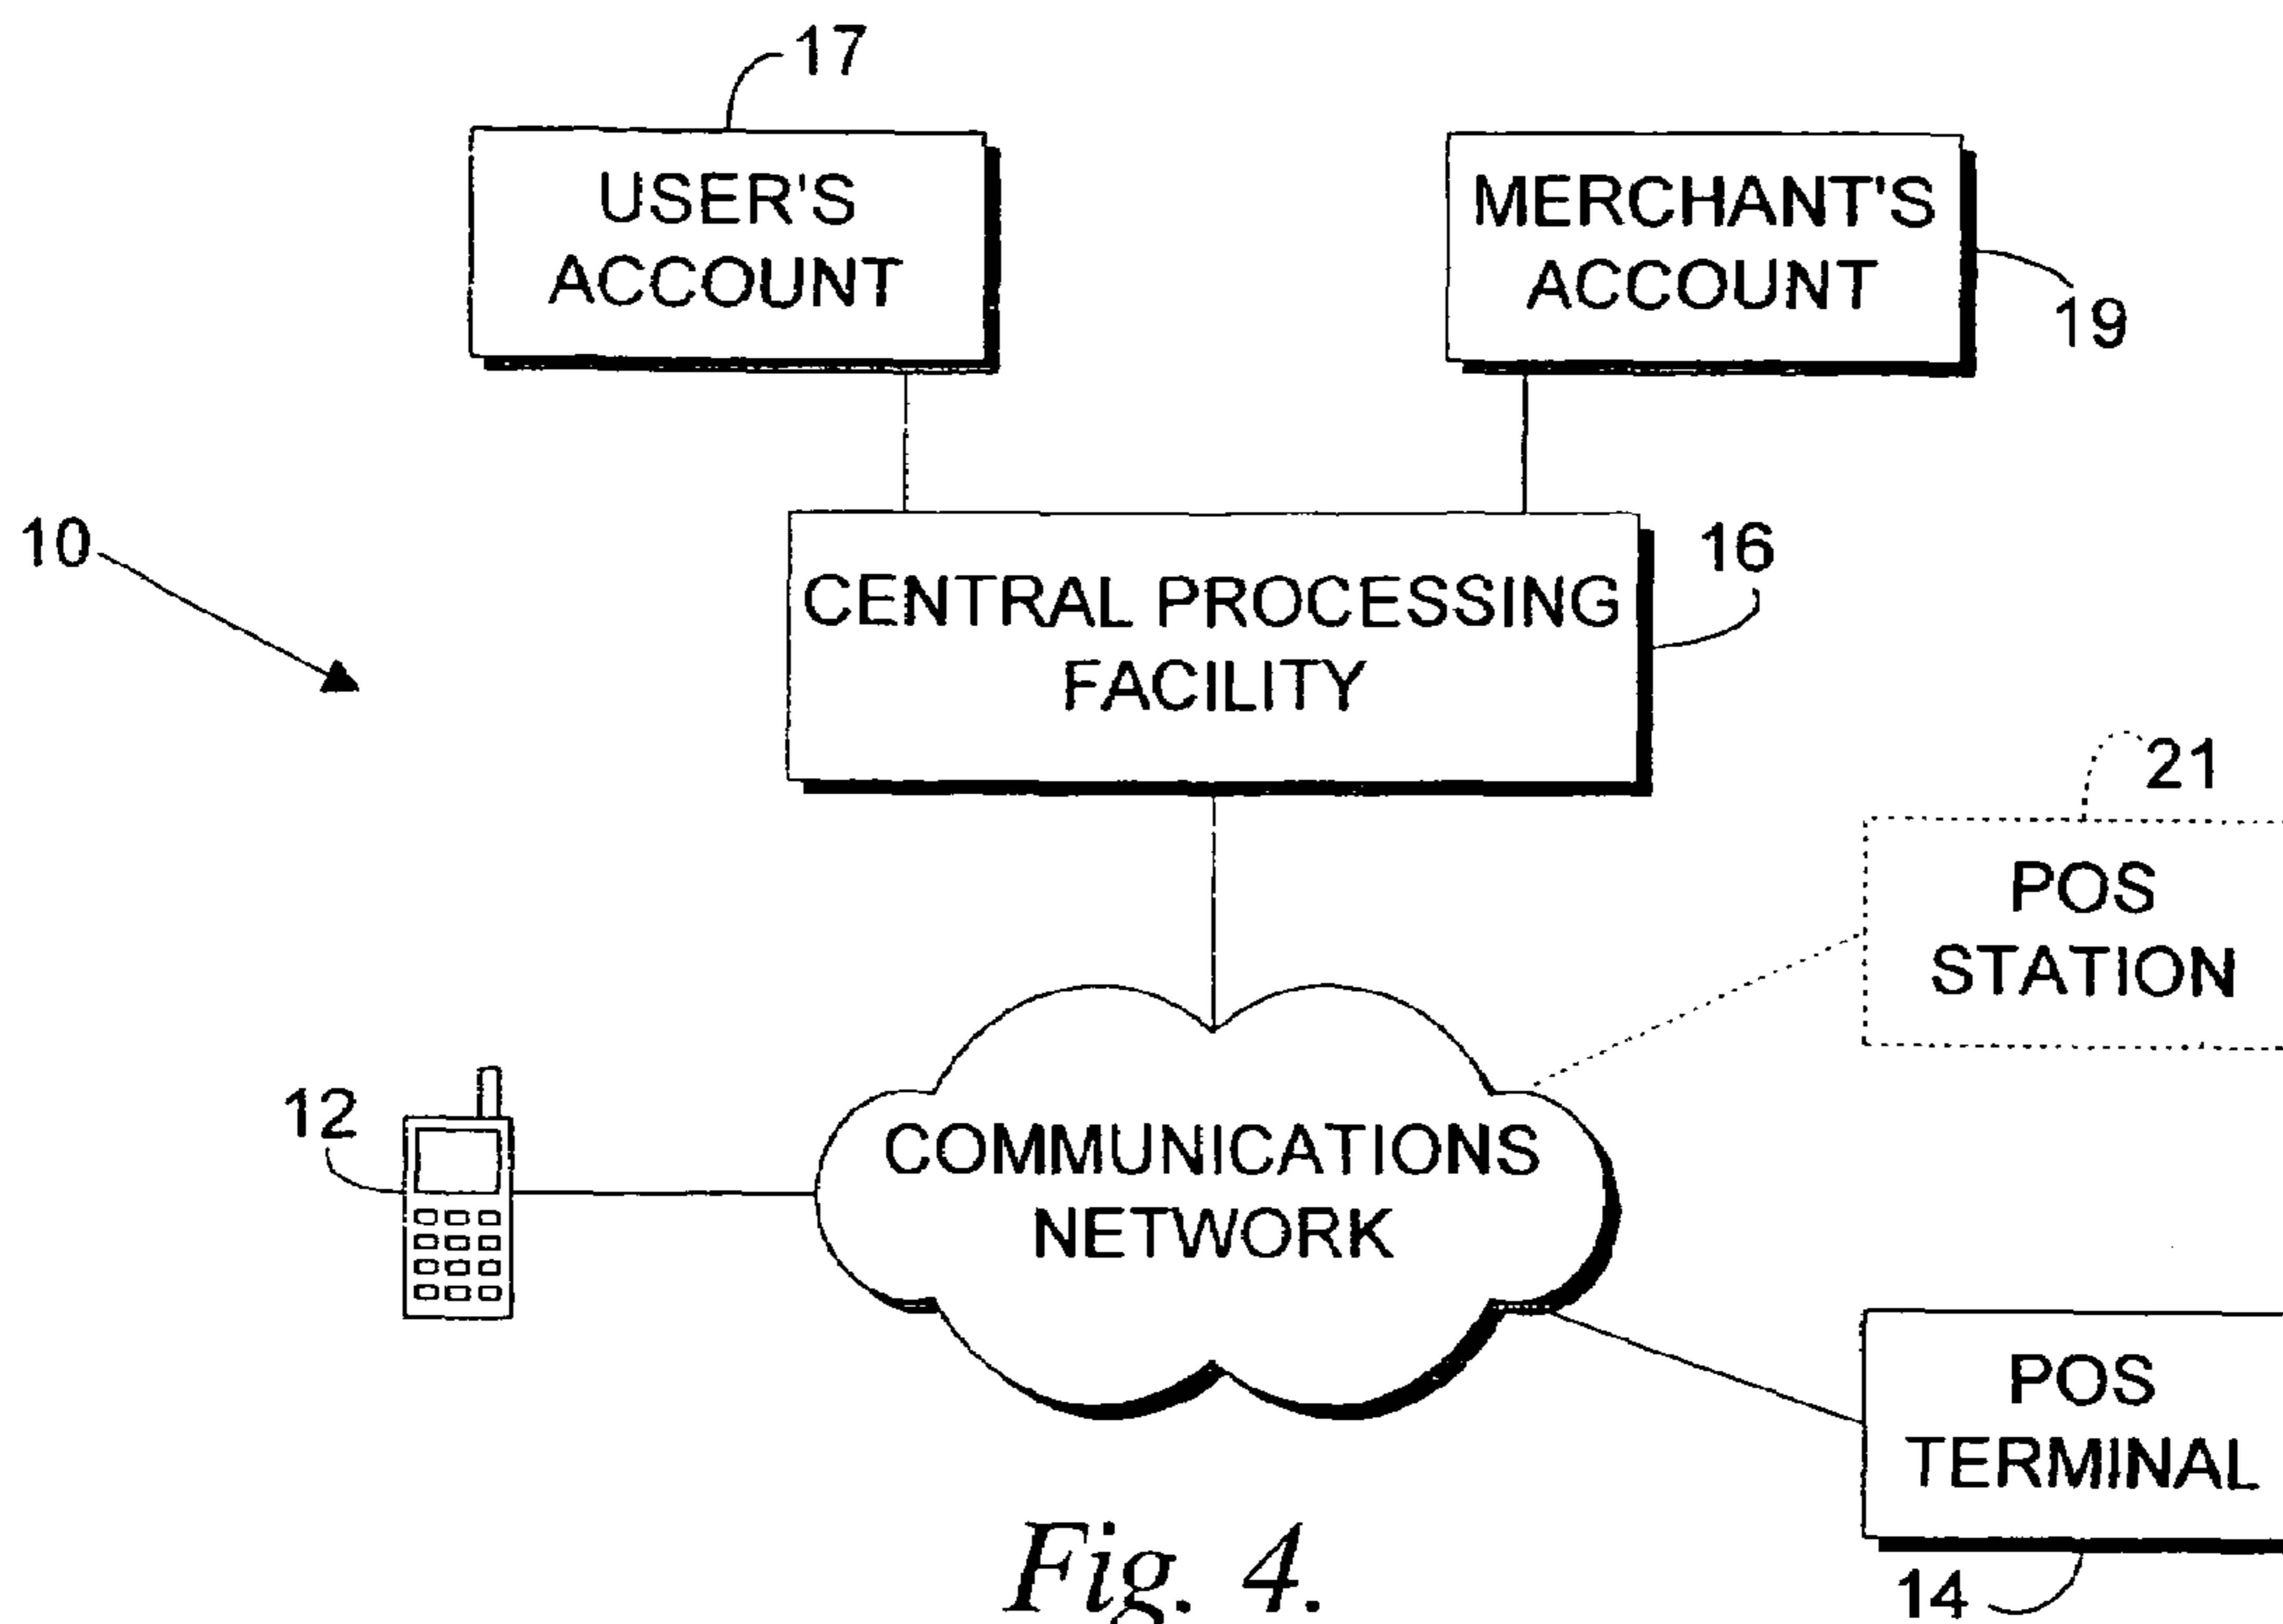 17
USER'S
ACCOUNT
MERCHANT'S
ACCOUNT
19
10
CENTRAL PROCESSING
FACILITY
16
21
POS
STATION
12
COMMUNICATIONS
NETWORK
POS
TERMINAL
14
Fig. 4.